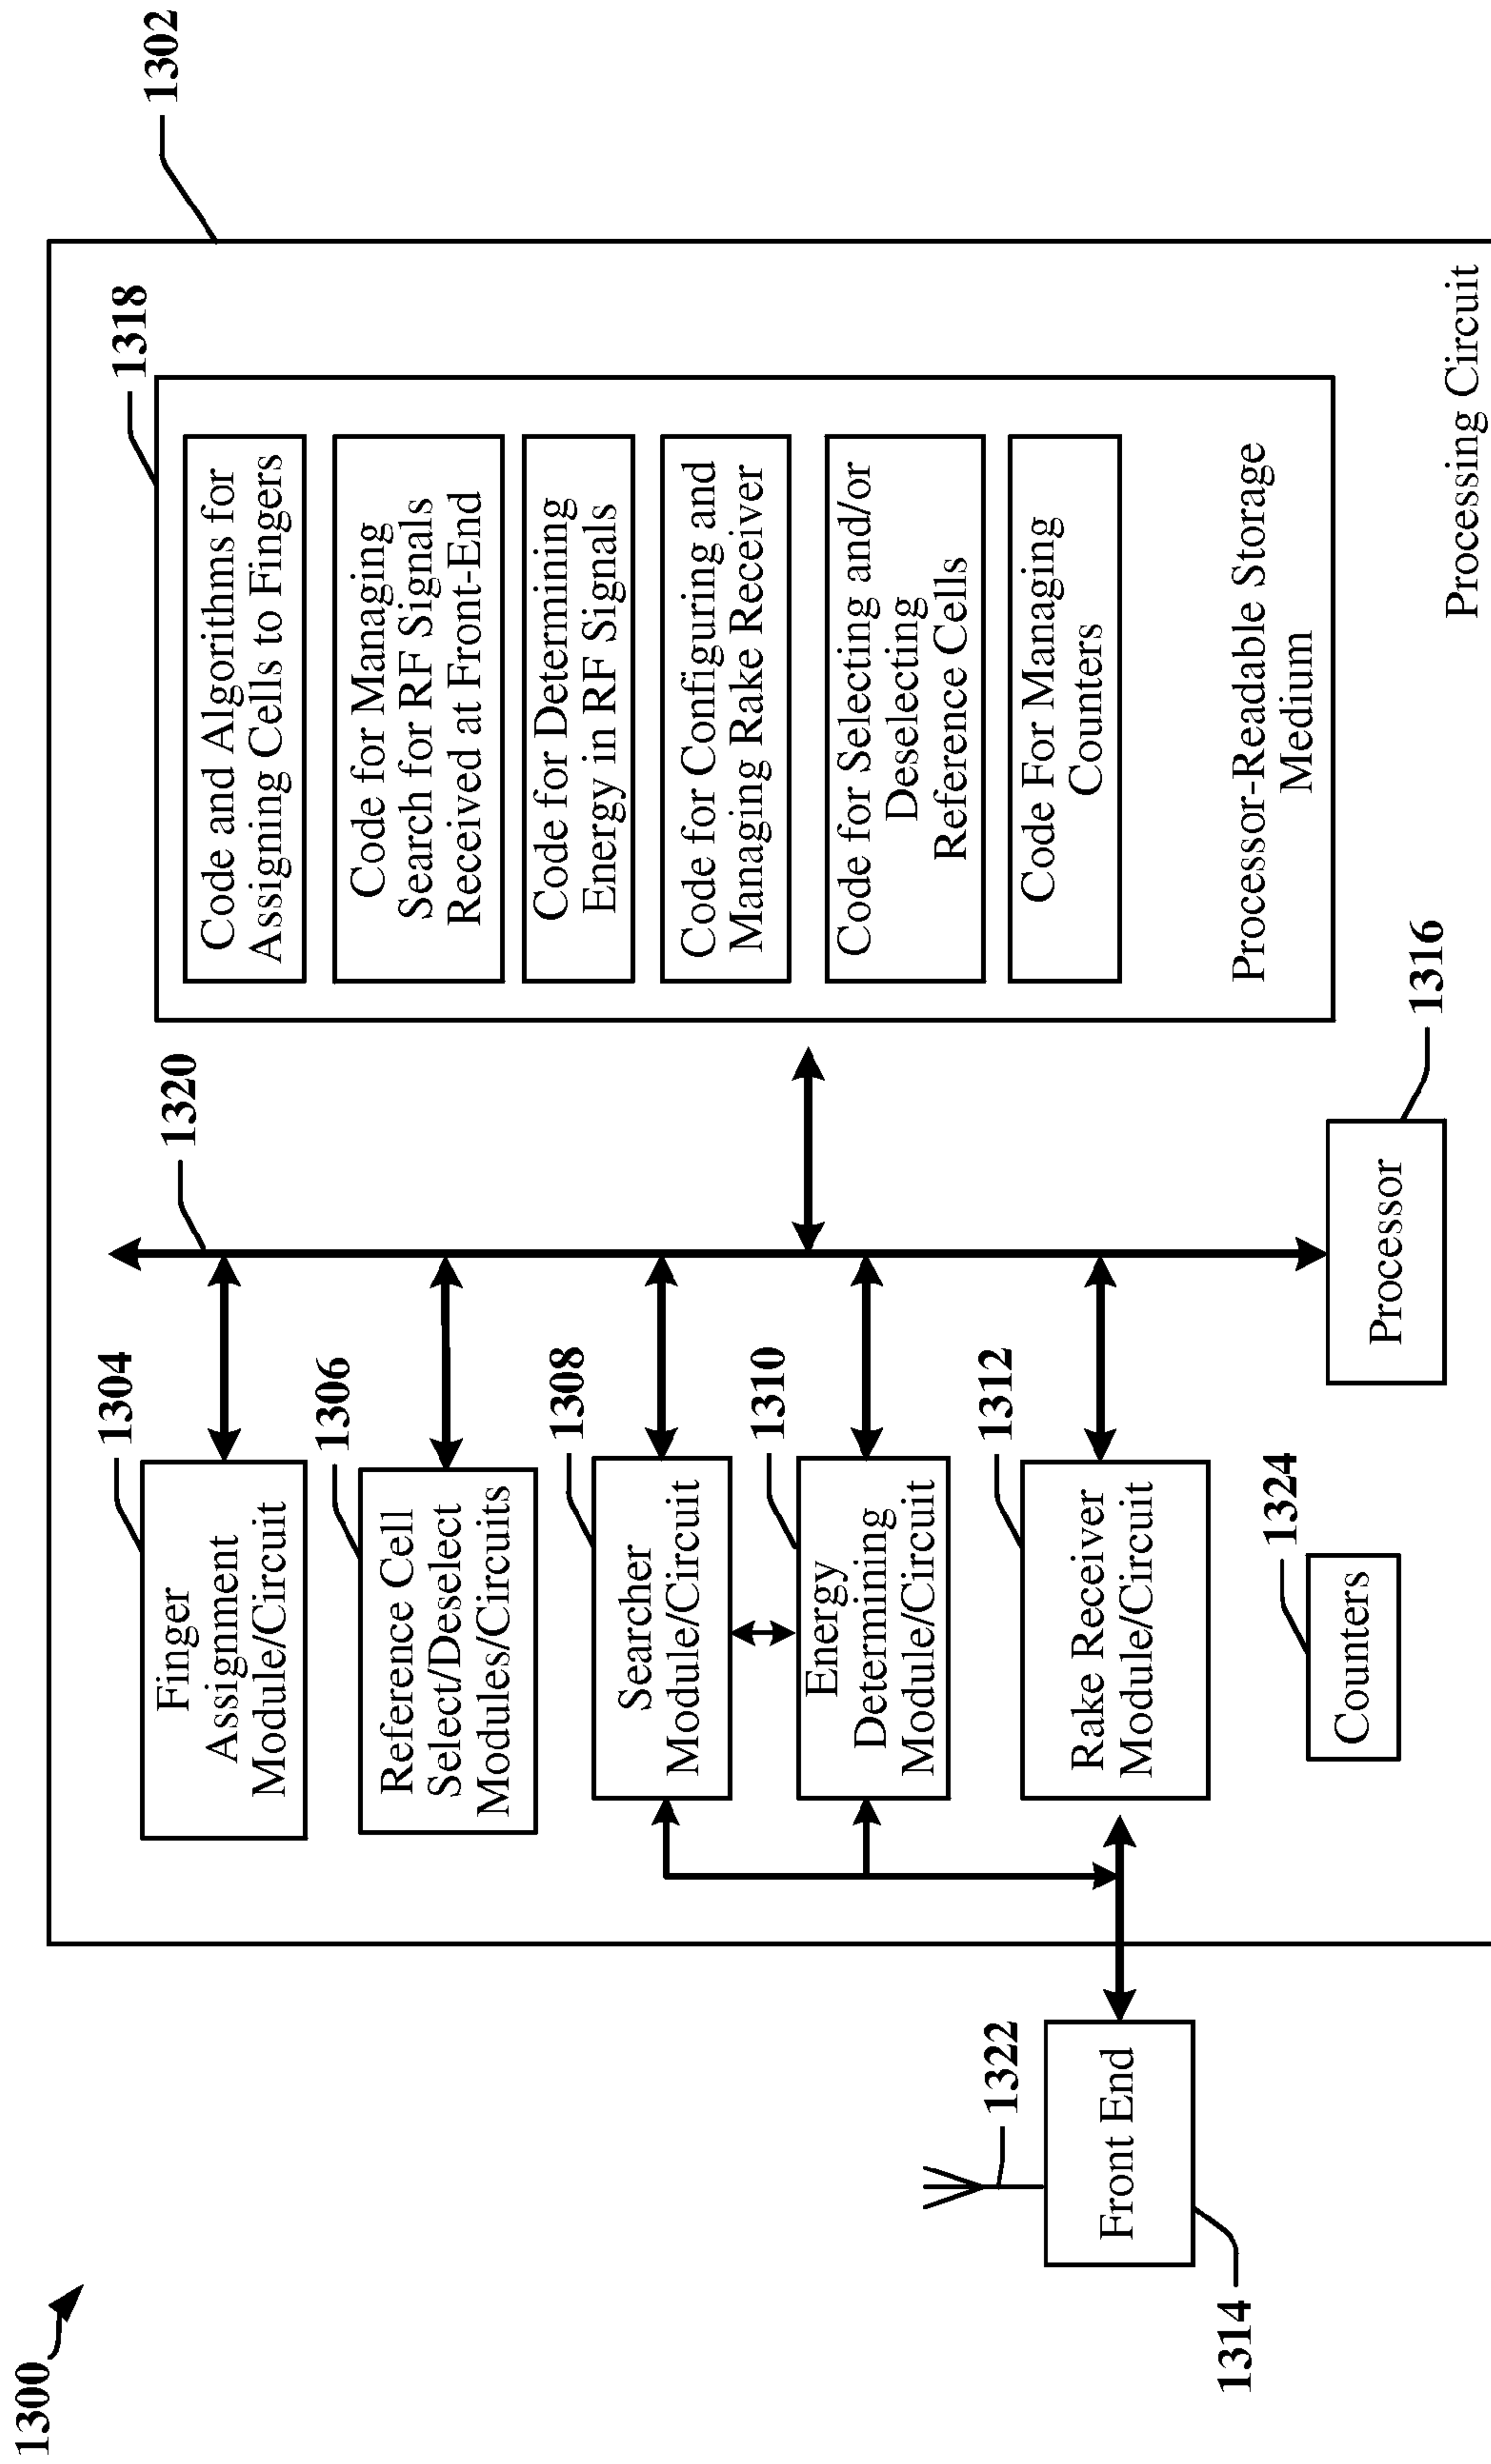 1300
1302
1318
Code and Algorithms for
Assigning Cells to Fingers
Code for Managing
Search for RF Signals
Received at Front-End
Code for Determining
Energy in RF Signals
Code for Configuring and
Managing Rake Receiver
Code for Selecting and/or
Deselecting
Reference Cells
Code For Managing
Counters
Processor-Readable Storage
Medium
Processing Circuit
1320
1304
Finger
Assignment
Module/Circuit
1306
Reference Cell
Select/Deselect
Modules/Circuits
1308
Searcher
Module/Circuit
1310
Energy
Determining
Module/Circuit
1312
Rake Receiver
Module/Circuit
1324
Counters
Processor
1316
1322
Front End
1314